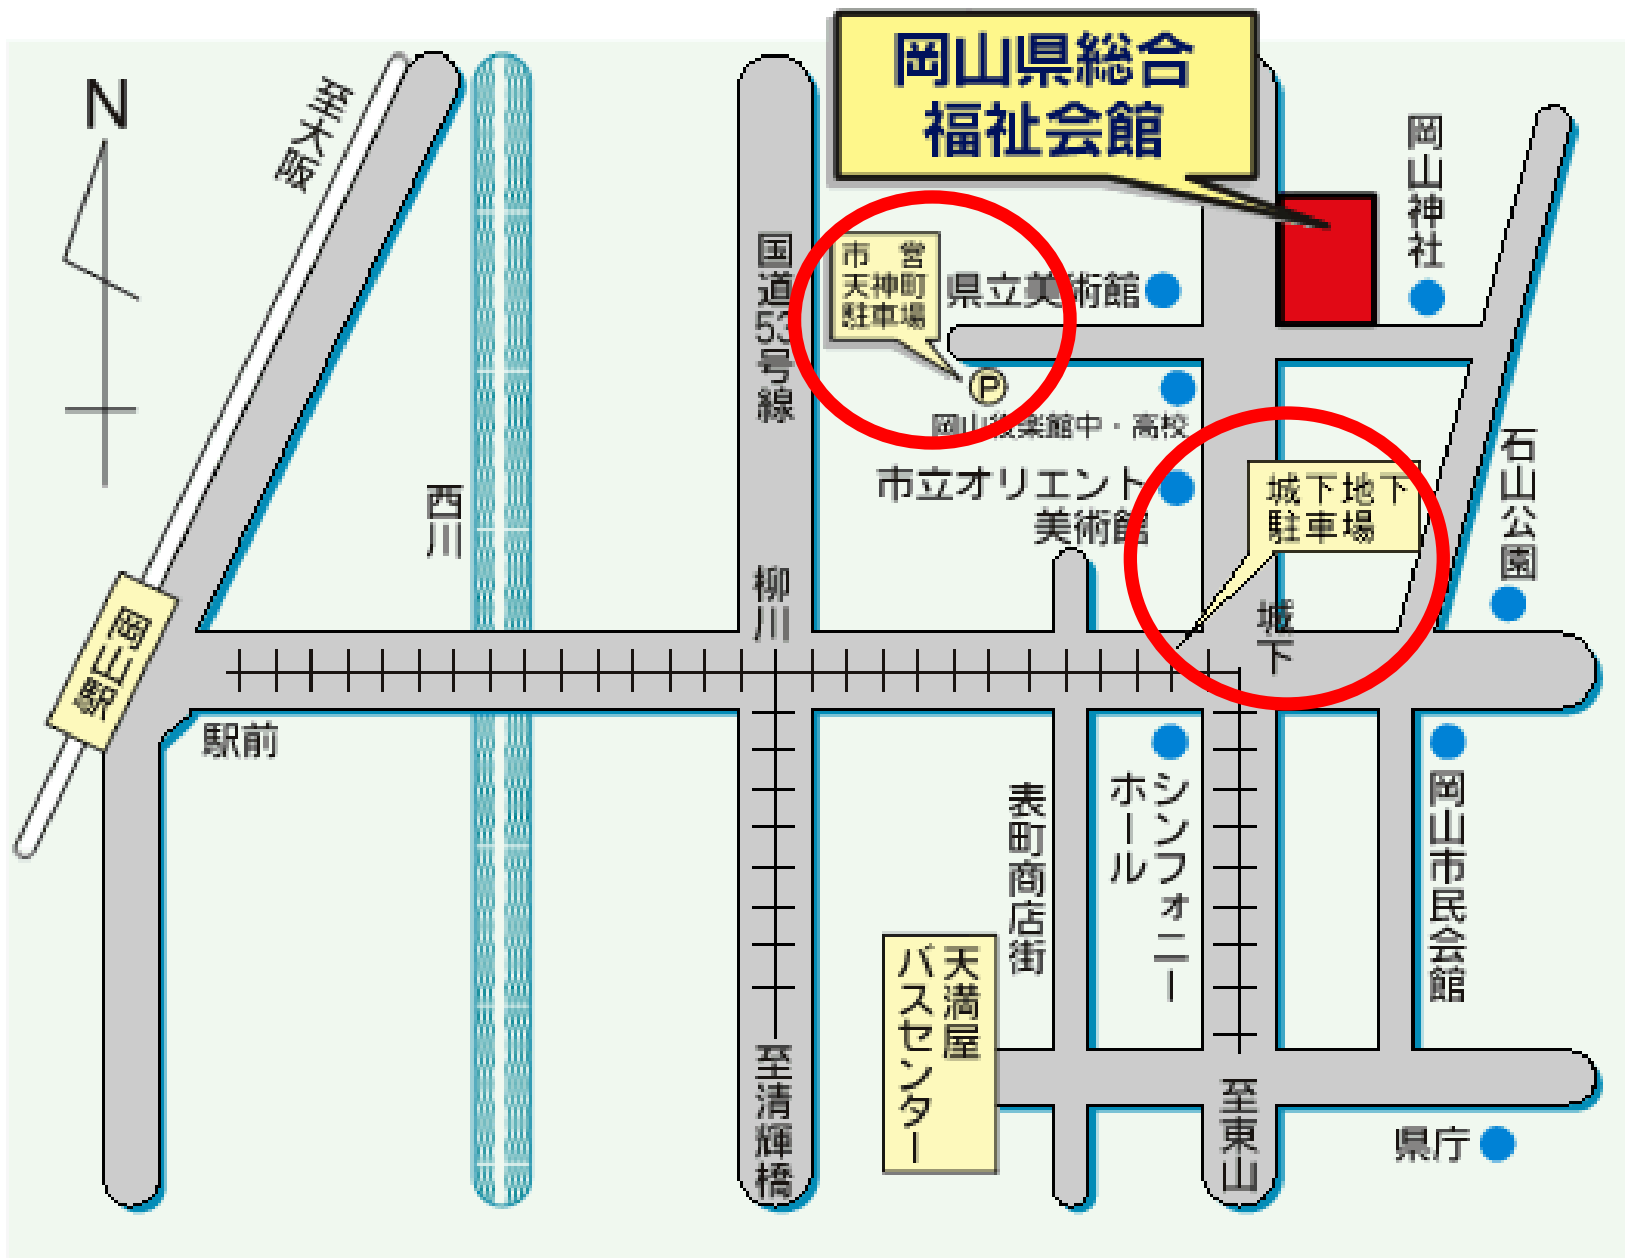 N
至大阪
岡山県総合
福祉会館
岡山神社
国道53号線
市 営
天神町
駐車場
県立美術館
P
岡山後楽館中・高校
市立オリエント
美術館
城下地下
駐車場
石山公園
西川
柳川
城下
岡山駅
駅前
表町商店街
シンフォニー
ホール
岡山市民会館
天満屋
バスセンター
至清輝橋
至東山
県庁